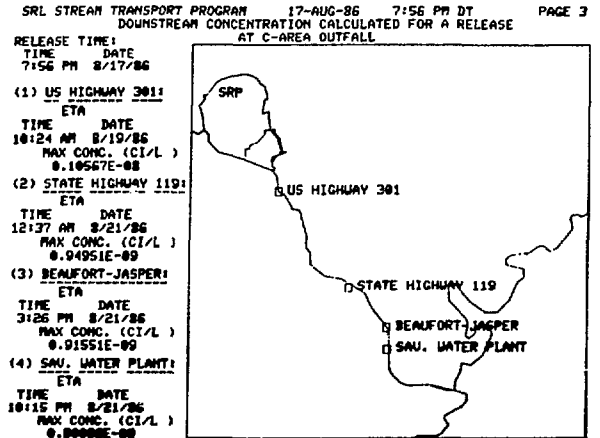 SRL STREAM TRANSPORT PROGRAM 17-AUG-86 7:56 PM DT PAGE 3
DOWNSTREAM CONCENTRATION CALCULATED FOR A RELEASE
AT C-AREA OUTFALL
RELEASE TIME:
TIME DATE
7:56 PM 8/17/86
(1) US HIGHWAY 301:
ETA
TIME DATE
10:24 AM 8/19/86
MAX CONC. (CI/L )
0.10567E-08
(2) STATE HIGHWAY 119:
ETA
TIME DATE
12:37 AM 8/21/86
MAX CONC. (CI/L )
0.94951E-09
(3) BEAUFORT-JASPER:
ETA
TIME DATE
3:26 PM 8/21/86
MAX CONC. (CI/L )
0.91551E-09
(4) SAV. WATER PLANT:
ETA
TIME DATE
10:15 PM 8/21/86
MAX CONC. (CI/L )
SRP
US HIGHWAY 301
STATE HIGHWAY 119
BEAUFORT-JASPER
SAV. WATER PLANT